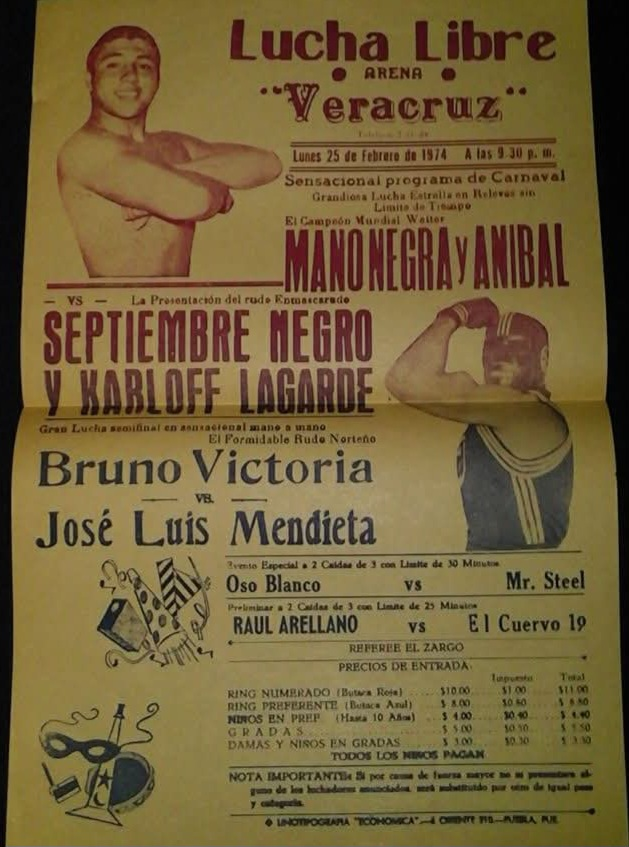 Lucha Libre
ARENA
"Veracruz"
Lunes 25 de Febrero de 1974 A las 9 30 p. m.
Sensacional programa de Carnaval
Grandiosa Lucha Estrella en Relevos sin
Limite de Tiempo
El Campeón Mundial Welter
MANO NEGRA y ANIBAL
— VS — La Presentación del rudo Enmascarado
SEPTIEMBRE NEGRO
Y KARLOFF LAGARDE
Gran Lucha semifinal en sensacional mano a mano
El Formidable Rudo Norteño
Bruno Victoria
VS.
José Luis Mendieta
Evento Especial a 2 Caidas de 3 con Limite de 30 Minutos
Oso Blanco vs Mr. Steel
Preliminar a 2 Caidas de 3 con Limite de 25 Minutos
RAUL ARELLANO vs El Cuervo 19
REFEREE EL ZARGO
PRECIOS DE ENTRADA:
Impuesto Total
RING NUMERADO (Butaca Roja) $10.00 $1.00 $11.00
RING PREFERENTE (Butaca Azul) $ 8.00 $0.80 $ 8.80
NIÑOS EN PREF. (Hasta 10 Años) $ 4.00 $0.40 $ 4.40
GRADAS $ 5.00 $0.50 $ 5.50
DAMAS Y NIÑOS EN GRADAS $ 3.00 $0.30 $ 3.30
TODOS LOS NIÑOS PAGAN
NOTA IMPORTANTE: Si por causa de fuerza mayor no se presentara al-
guno de los luchadores anunciados, será substituido por otro de igual peso
y categoria.
LINOTIPOGRAFIA "ECONOMICA".—4 ORIENTE PUEBLA, PUE.